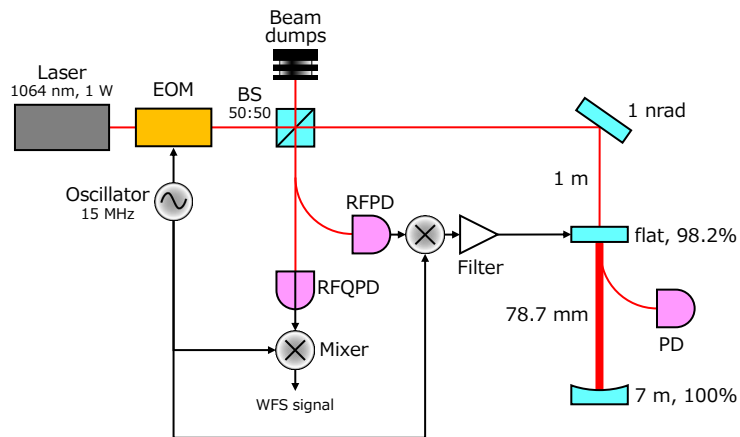 Beam
dumps
Laser
1064 nm, 1 W
EOM
BS
50:50
1 nrad
1 m
Oscillator
15 MHz
RFPD
flat, 98.2%
Filter
RFQPD
78.7 mm
PD
Mixer
7 m, 100%
WFS signal